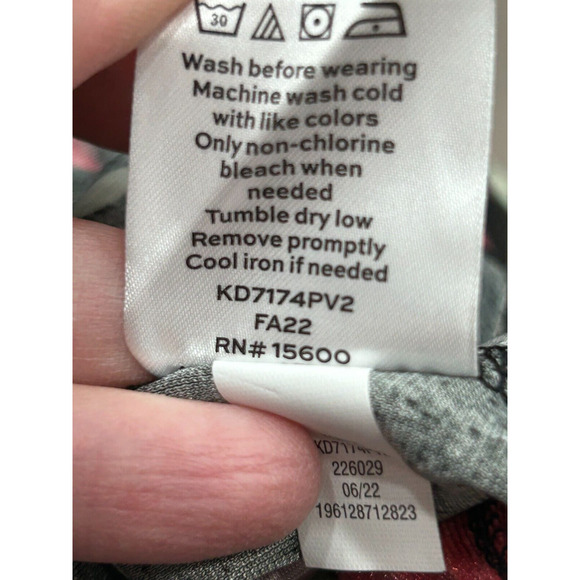 30
Wash before wearing
Machine wash cold
with like colors
Only non-chlorine
bleach when
needed
Tumble dry low
Remove promptly
Cool iron if needed
KD7174PV2
FA22
RN# 15600
226029
06/22
196128712823